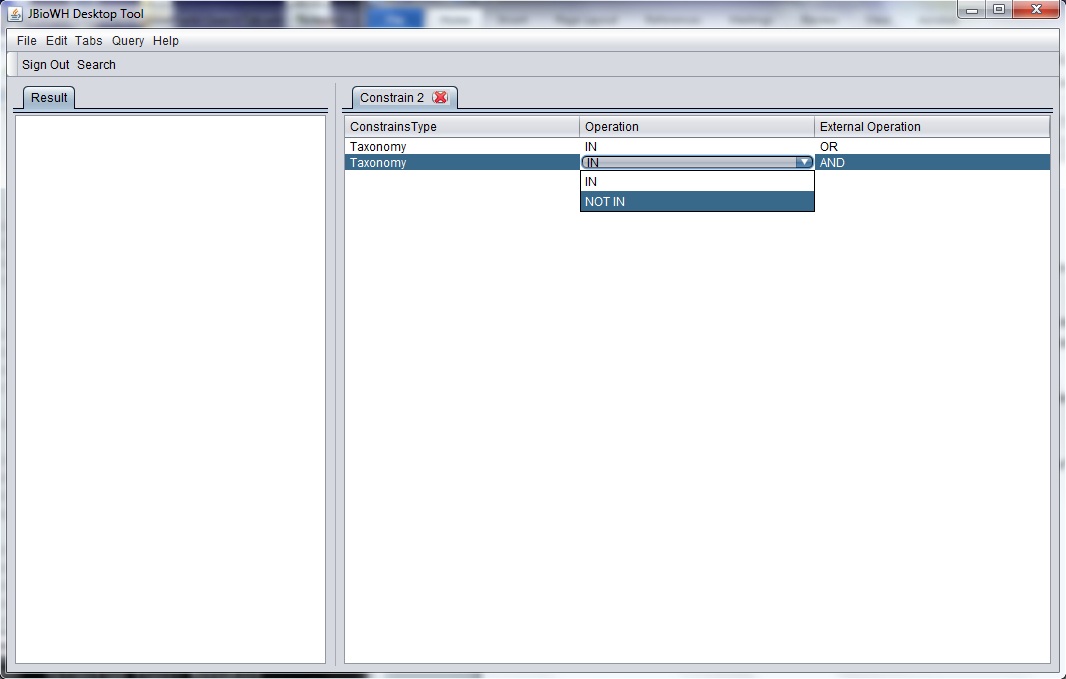 JBioWH Desktop Tool
File Edit Tabs Query Help
Sign Out Search
Result
Constrain 2
ConstrainsType Operation External Operation
Taxonomy IN OR
Taxonomy IN AND
IN
NOT IN